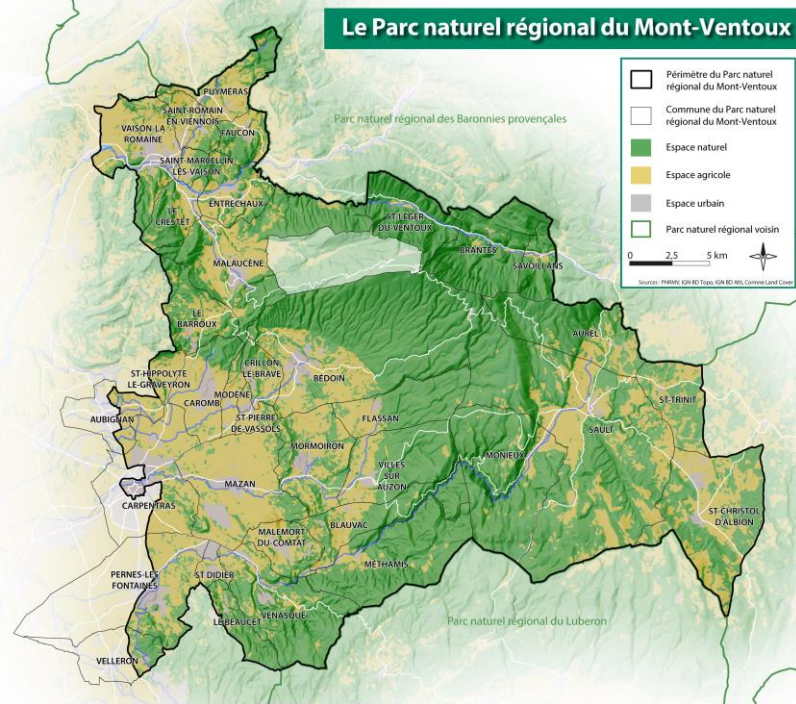 Le Parc naturel régional du Mont-Ventoux
Périmètre du Parc naturel
régional du Mont-Ventoux
Commune du Parc naturel
régional du Mont-Ventoux
Espace naturel
Espace agricole
Espace urbain
Parc naturel régional voisin
0 2,5 5 km
Sources : PNRMV, IGN BD Topo, IGN BD Alti, Corinne Land Cover
PUYMÉRAS
SAINT-ROMAIN
EN VIENNOIS
FAUCON
VAISON-LA
ROMAINE
SAINT-MARCELLIN
LÈS-VAISON
Parc naturel régional des Baronnies provençales
ENTRECHAUX
LE
CRESTET
ST-LÉGER
DU-VENTOUX
BRANTES
SAVOILLANS
MALAUCÈNE
LE
BARROUX
AUREL
CRILLON
LE-BRAVE
BÉDOIN
ST-HIPPOLYTE
LE-GRAVEYRON
MODÈNE
CAROMB
ST-PIERRE
DE-VASSOLS
FLASSAN
ST-TRINIT
AUBIGNAN
SAULT
MORMOIRON
MONIEUX
VILLES
SUR
AUZON
MAZAN
CARPENTRAS
ST-CHRISTOL
D'ALBION
BLAUVAC
MALEMORT
DU-COMTAT
MÉTHAMIS
PERNES-LES
FONTAINES
ST DIDIER
LE BEAUCET
VENASQUE
Parc naturel régional du Luberon
VELLERON